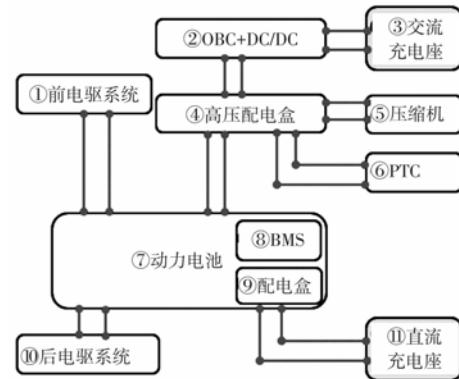 ②OBC+DC/DC
③交流
充电座
①前电驱系统
④高压配电盒
⑤压缩机
⑥PTC
⑧BMS
⑦动力电池
⑨配电盒
⑩后电驱系统
⑪直流
充电座